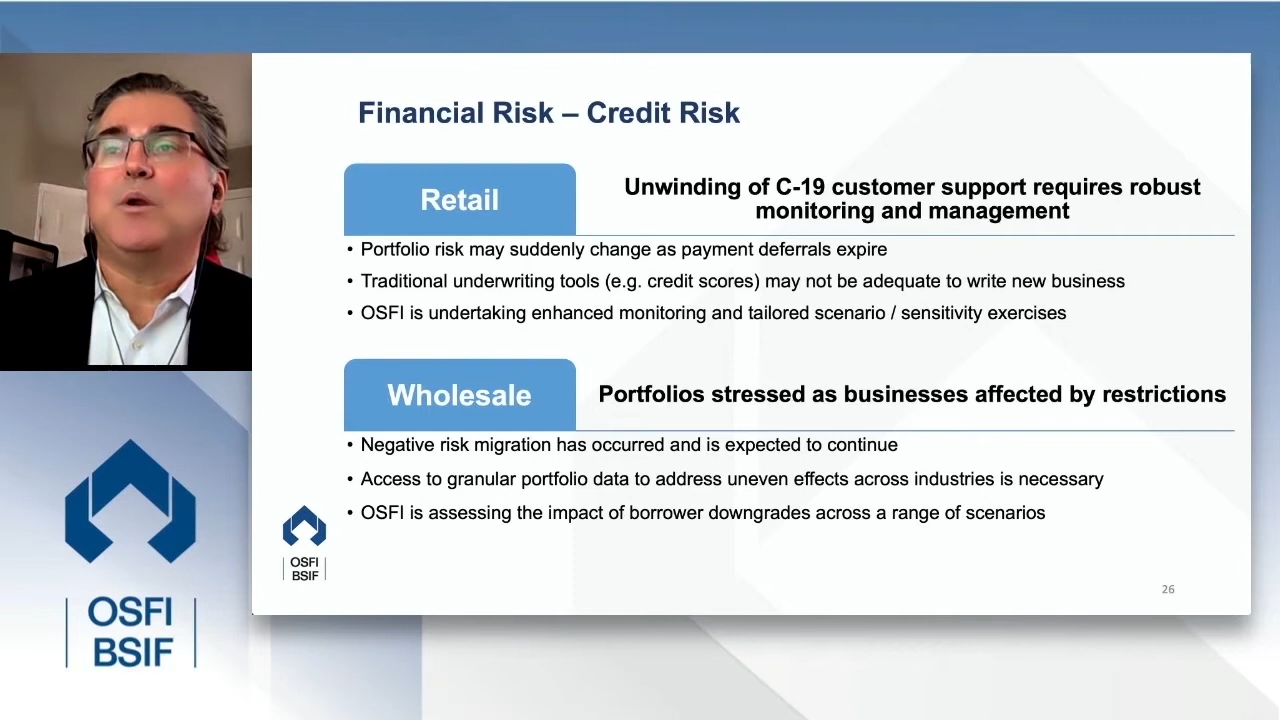 Financial Risk – Credit Risk
Retail
Unwinding of C-19 customer support requires robust
monitoring and management
• Portfolio risk may suddenly change as payment deferrals expire
• Traditional underwriting tools (e.g. credit scores) may not be adequate to write new business
• OSFI is undertaking enhanced monitoring and tailored scenario / sensitivity exercises
Wholesale
Portfolios stressed as businesses affected by restrictions
• Negative risk migration has occurred and is expected to continue
• Access to granular portfolio data to address uneven effects across industries is necessary
• OSFI is assessing the impact of borrower downgrades across a range of scenarios
OSFI
BSIF
26
OSFI
BSIF